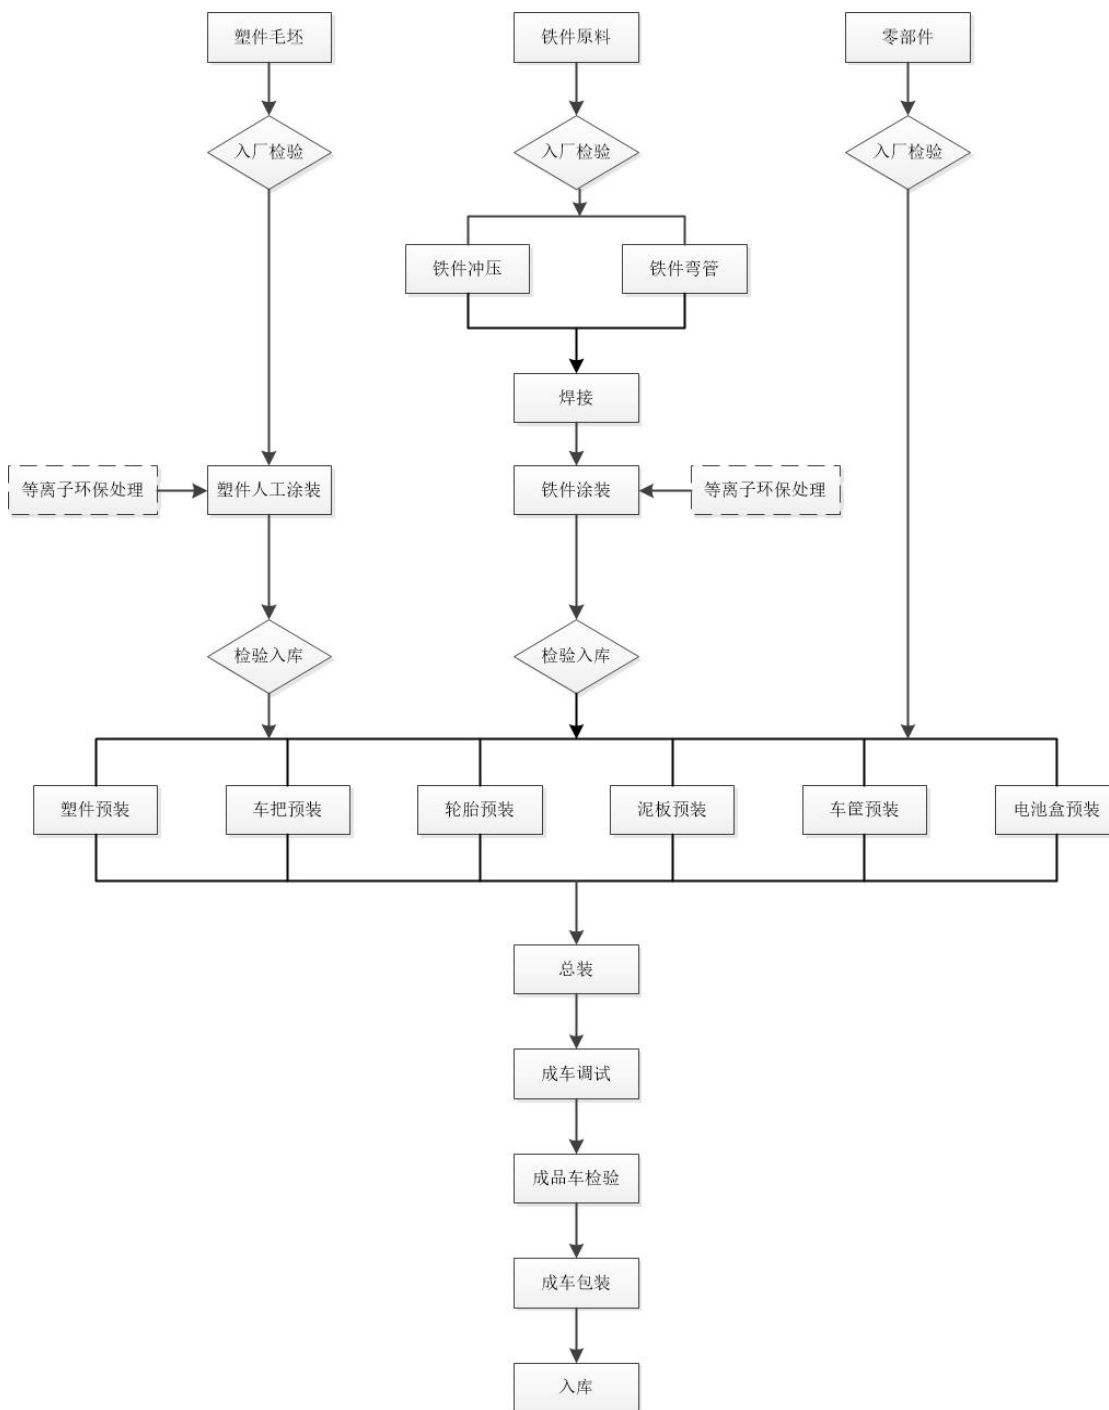 塑件毛坯
铁件原料
零部件
入厂检验
入厂检验
入厂检验
铁件冲压
铁件弯管
焊接
等离子环保处理
塑件人工涂装
铁件涂装
等离子环保处理
检验入库
检验入库
塑件预装
车把预装
轮胎预装
泥板预装
车筐预装
电池盒预装
总装
成车调试
成品车检验
成车包装
入库